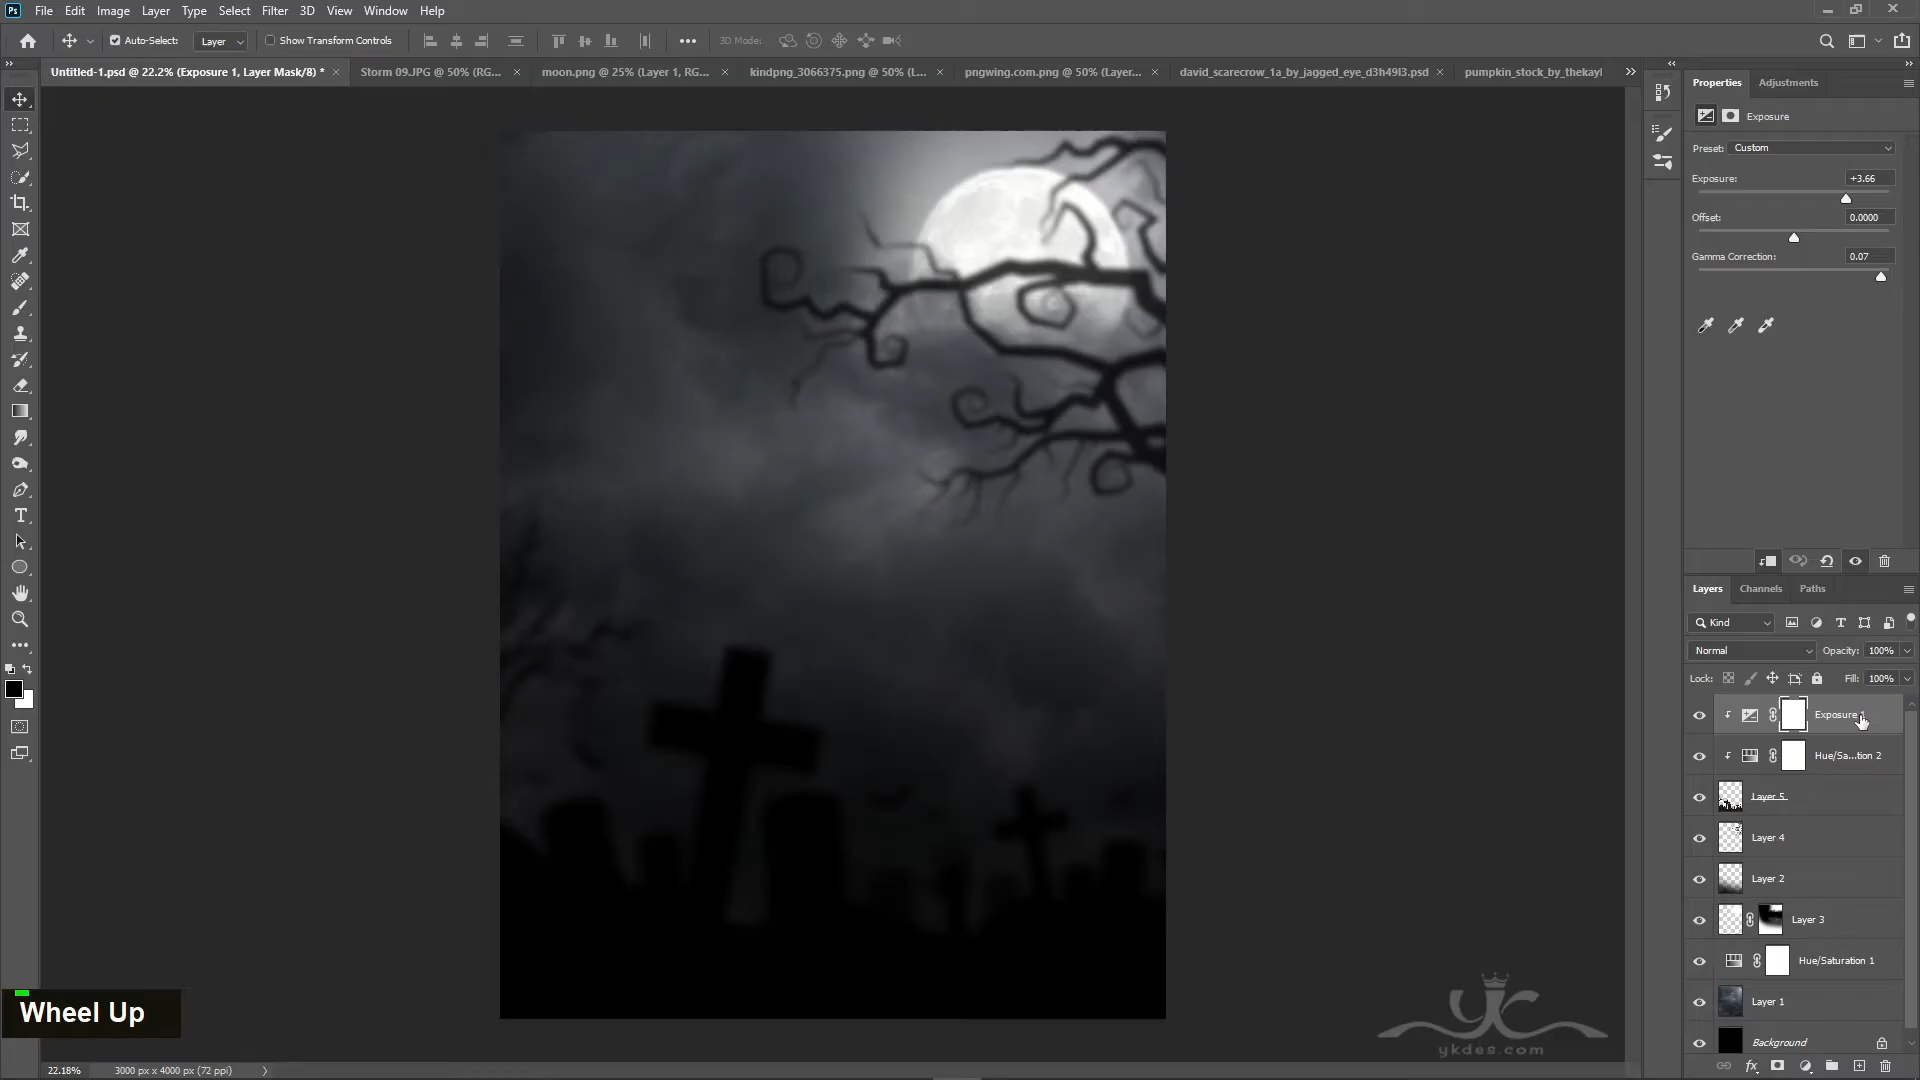 File Edit Image Layer Type Select Filter 3D View Window Help
Auto-Select: Layer Show Transform Controls 3D Mode:
Untitled-1.psd @ 22.2% (Exposure 1, Layer Mask/8) * Storm 09.JPG @ 50% (RG... moon.png @ 25% (Layer 1, RG... kindpng_3066375.png @ 50% (L... pngwing.com.png @ 50% (Layer... david_scarecrow_1a_by_jagged_eye_d3h49l3.psd pumpkin_stock_by_thekayl
Properties Adjustments
Exposure
Preset: Custom
Exposure: +3.66
Offset: 0.0000
Gamma Correction: 0.07
Layers Channels Paths
Kind
Normal Opacity: 100%
Lock: Fill: 100%
Exposure 1
Hue/Sa...tion 2
Layer 5
Layer 4
Layer 2
Layer 3
Hue/Saturation 1
Layer 1
Background
Wheel Up
ykdes.com
22.18% 3000 px x 4000 px (72 ppi)